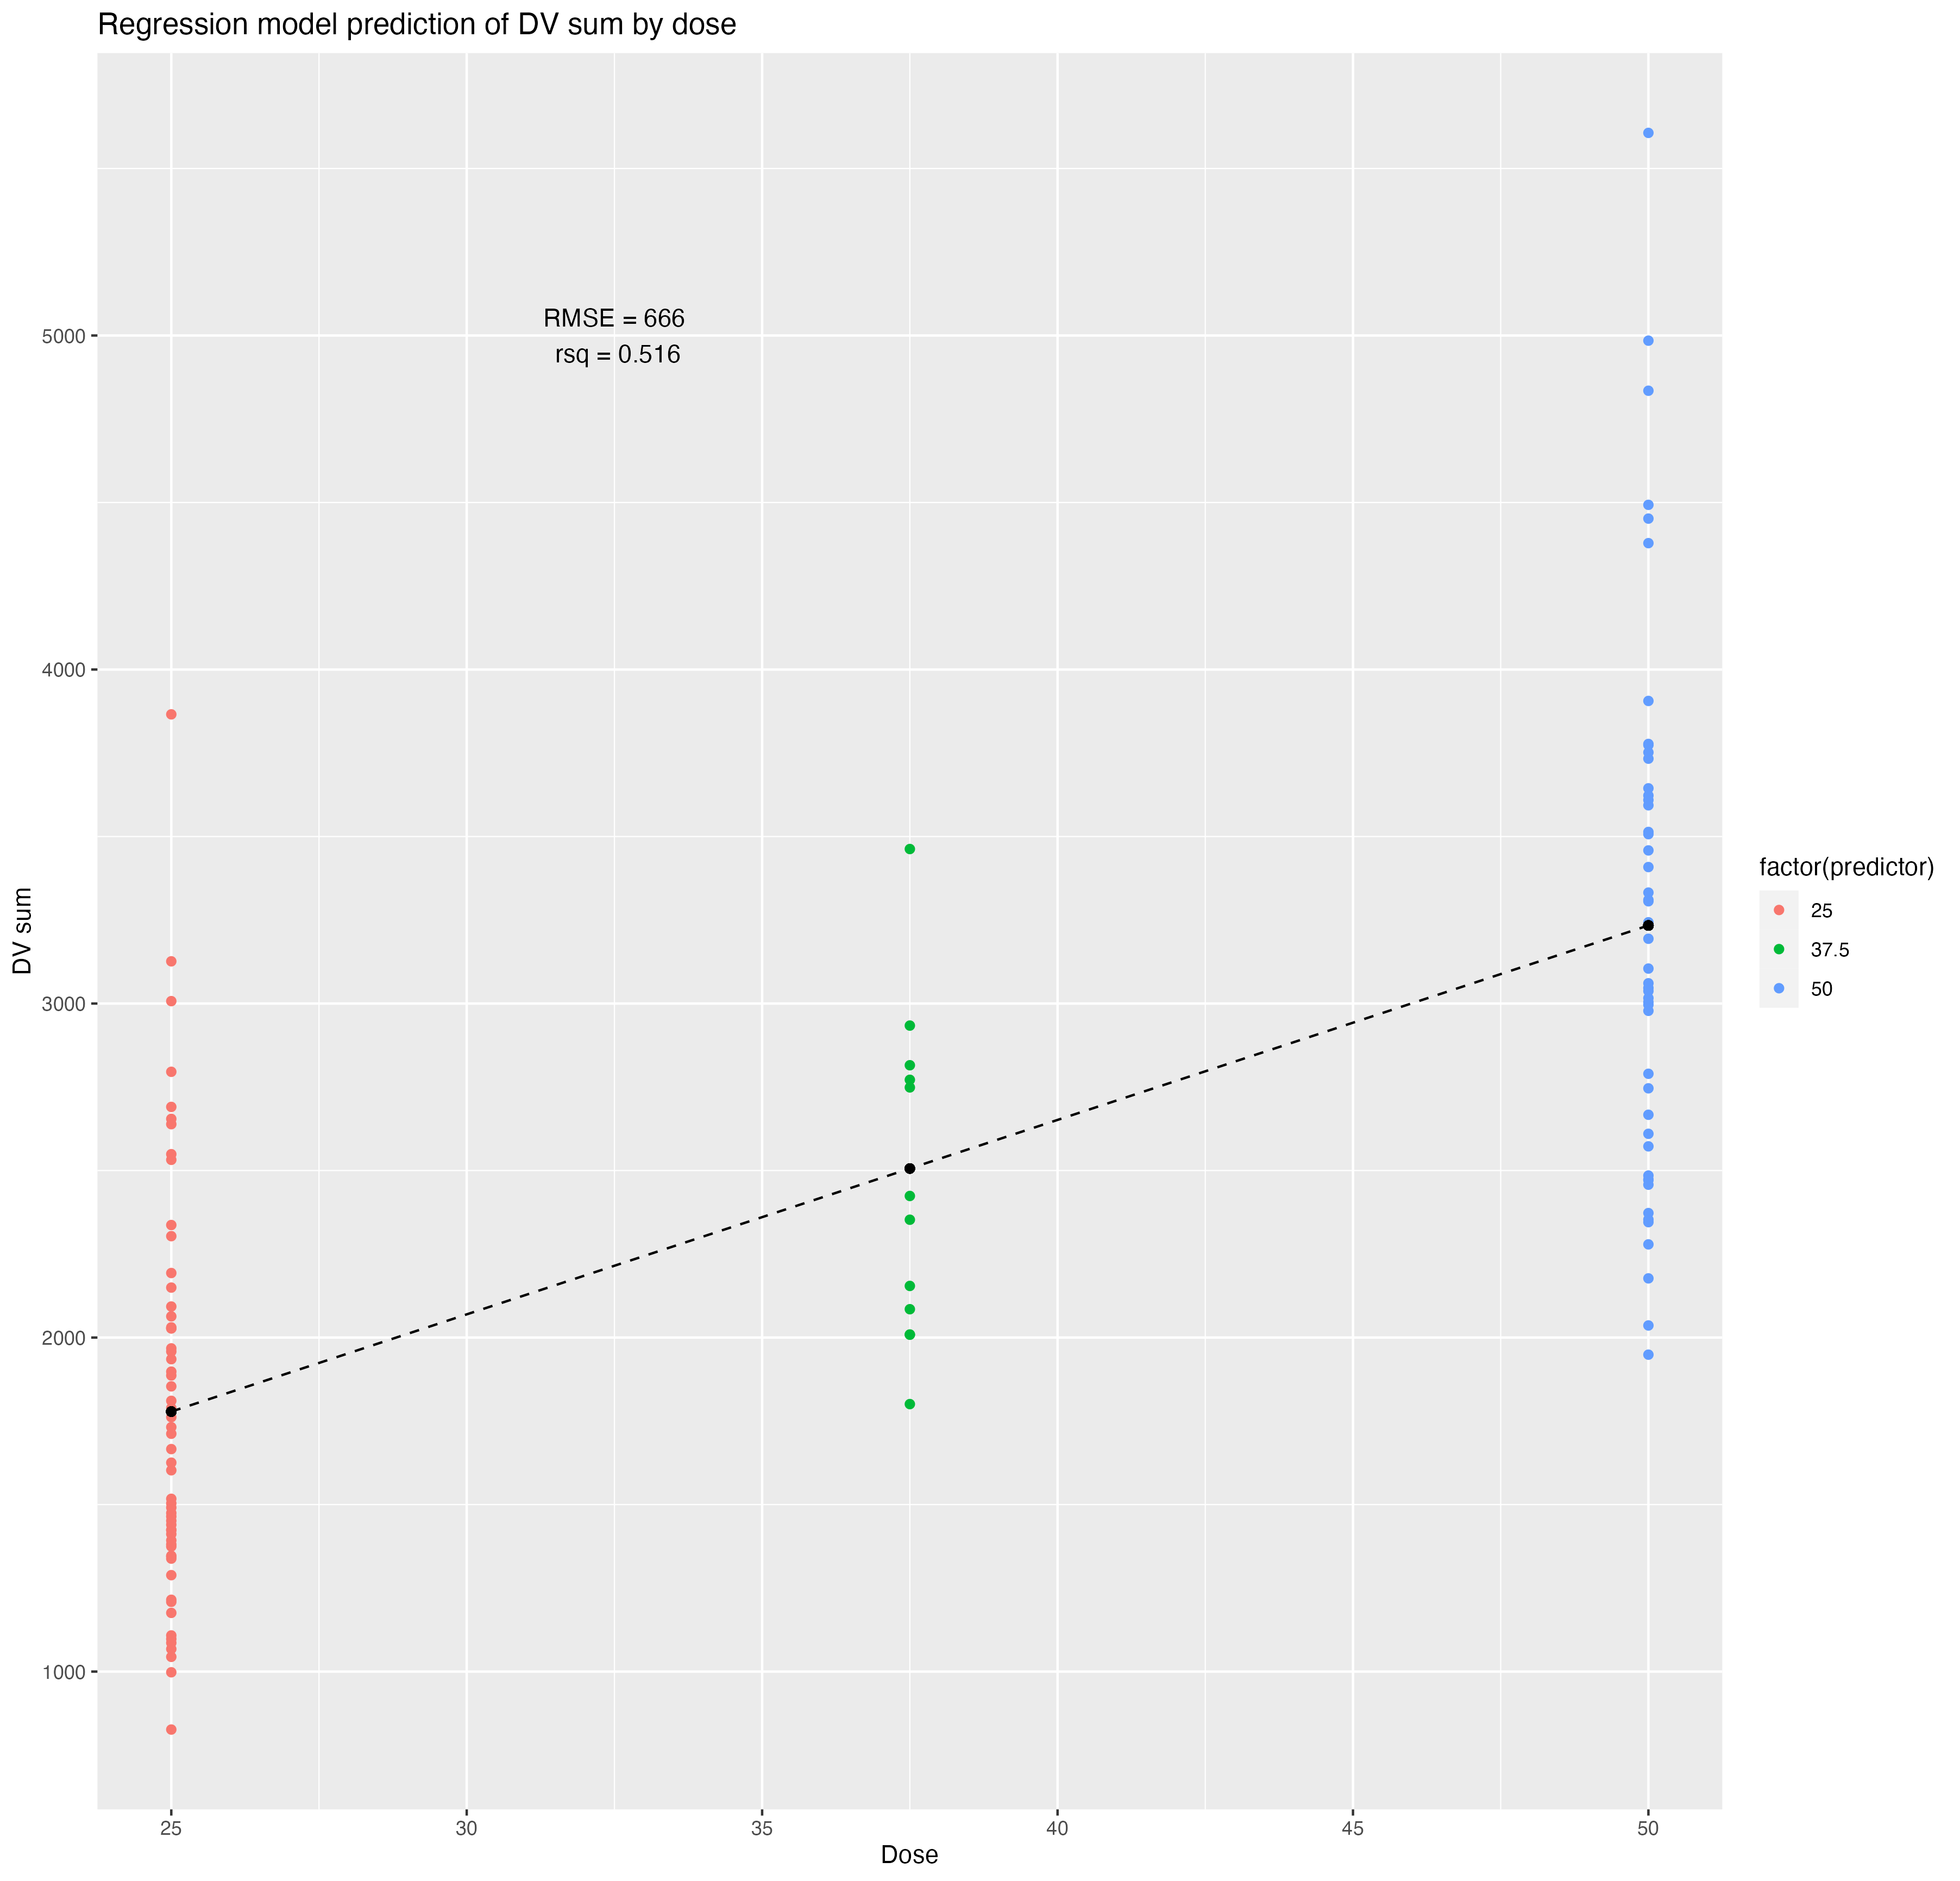 Regression model prediction of DV sum by dose
RMSE = 666
rsq = 0.516
5000
4000
3000
2000
1000
DV sum
25
30
35
40
45
50
Dose
factor(predictor)
25
37.5
50